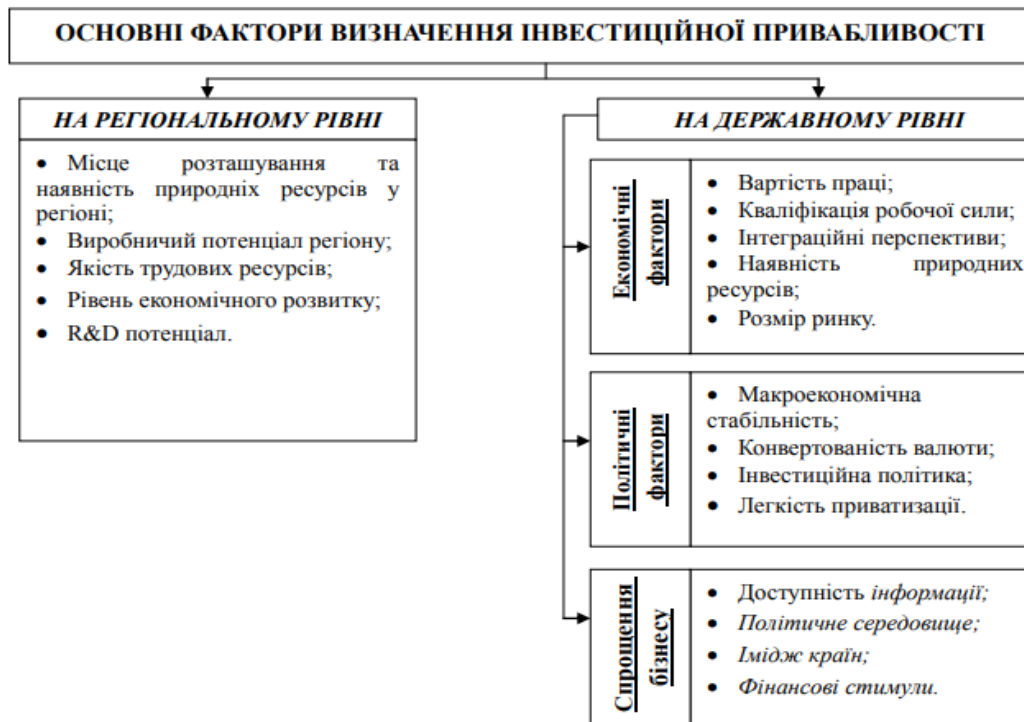 ОСНОВНІ ФАКТОРИ ВИЗНАЧЕННЯ ІНВЕСТИЦІЙНОЇ ПРИВАБЛИВОСТІ
НА РЕГІОНАЛЬНОМУ РІВНІ
• Місце розташування та
наявність природніх ресурсів у
регіоні;
• Виробничий потенціал регіону;
• Якість трудових ресурсів;
• Рівень економічного розвитку;
• R&D потенціал.
НА ДЕРЖАВНОМУ РІВНІ
Економічні
фактори
• Вартість праці;
• Кваліфікація робочої сили;
• Інтеграційні перспективи;
• Наявність природних
ресурсів;
• Розмір ринку.
Політичні
фактори
• Макроекономічна
стабільність;
• Конвертованість валюти;
• Інвестиційна політика;
• Легкість приватизації.
Спрощення
бізнесу
• Доступність інформації;
• Політичне середовище;
• Імідж країн;
• Фінансові стимули.